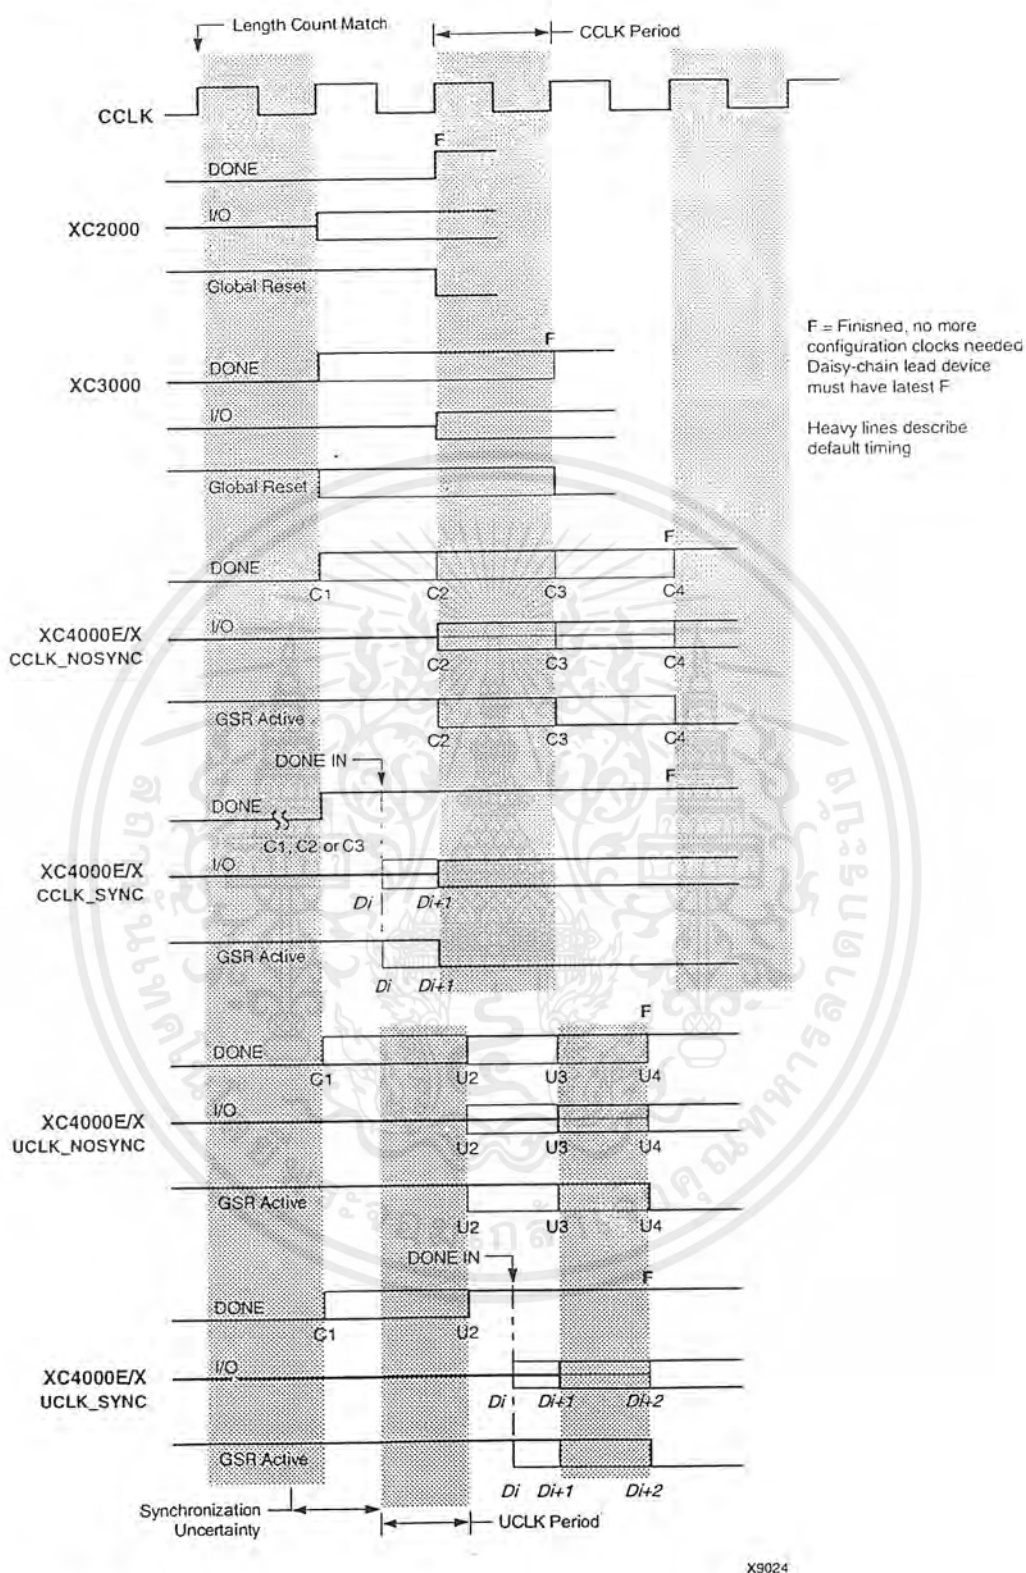 Length Count Match
CCLK Period
CCLK
F
DONE
I/O
XC2000
Global Reset
F = Finished, no more
configuration clocks needed
Daisy-chain lead device
must have latest F
Heavy lines describe
default timing
F
DONE
XC3000
I/O
Global Reset
F
DONE
C1 C2 C3 C4
XC4000E/X
CCLK_NOSYNC
I/O
C2 C3 C4
GSR Active
C2 C3 C4
DONE IN
F
DONE
C1, C2 or C3
XC4000E/X
CCLK_SYNC
I/O
Di Di+1
GSR Active
Di Di+1
F
DONE
C1 U2 U3 U4
XC4000E/X
UCLK_NOSYNC
I/O
U2 U3 U4
GSR Active
U2 U3 U4
DONE IN
F
DONE
C1 U2
XC4000E/X
UCLK_SYNC
I/O
Di Di+1 Di+2
GSR Active
Di Di+1 Di+2
Synchronization
Uncertainty
UCLK Period
X9024